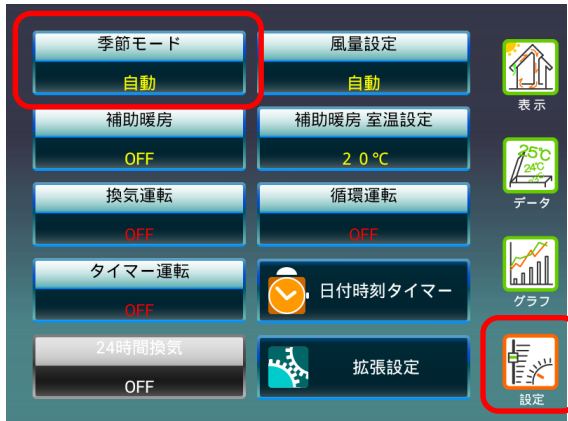 季節モード
自動
風量設定
自動
補助暖房
OFF
補助暖房 室温設定
20℃
換気運転
OFF
循環運転
OFF
タイマー運転
OFF
日付時刻タイマー
24時間換気
OFF
拡張設定
表示
25℃
24℃
データ
グラフ
設定